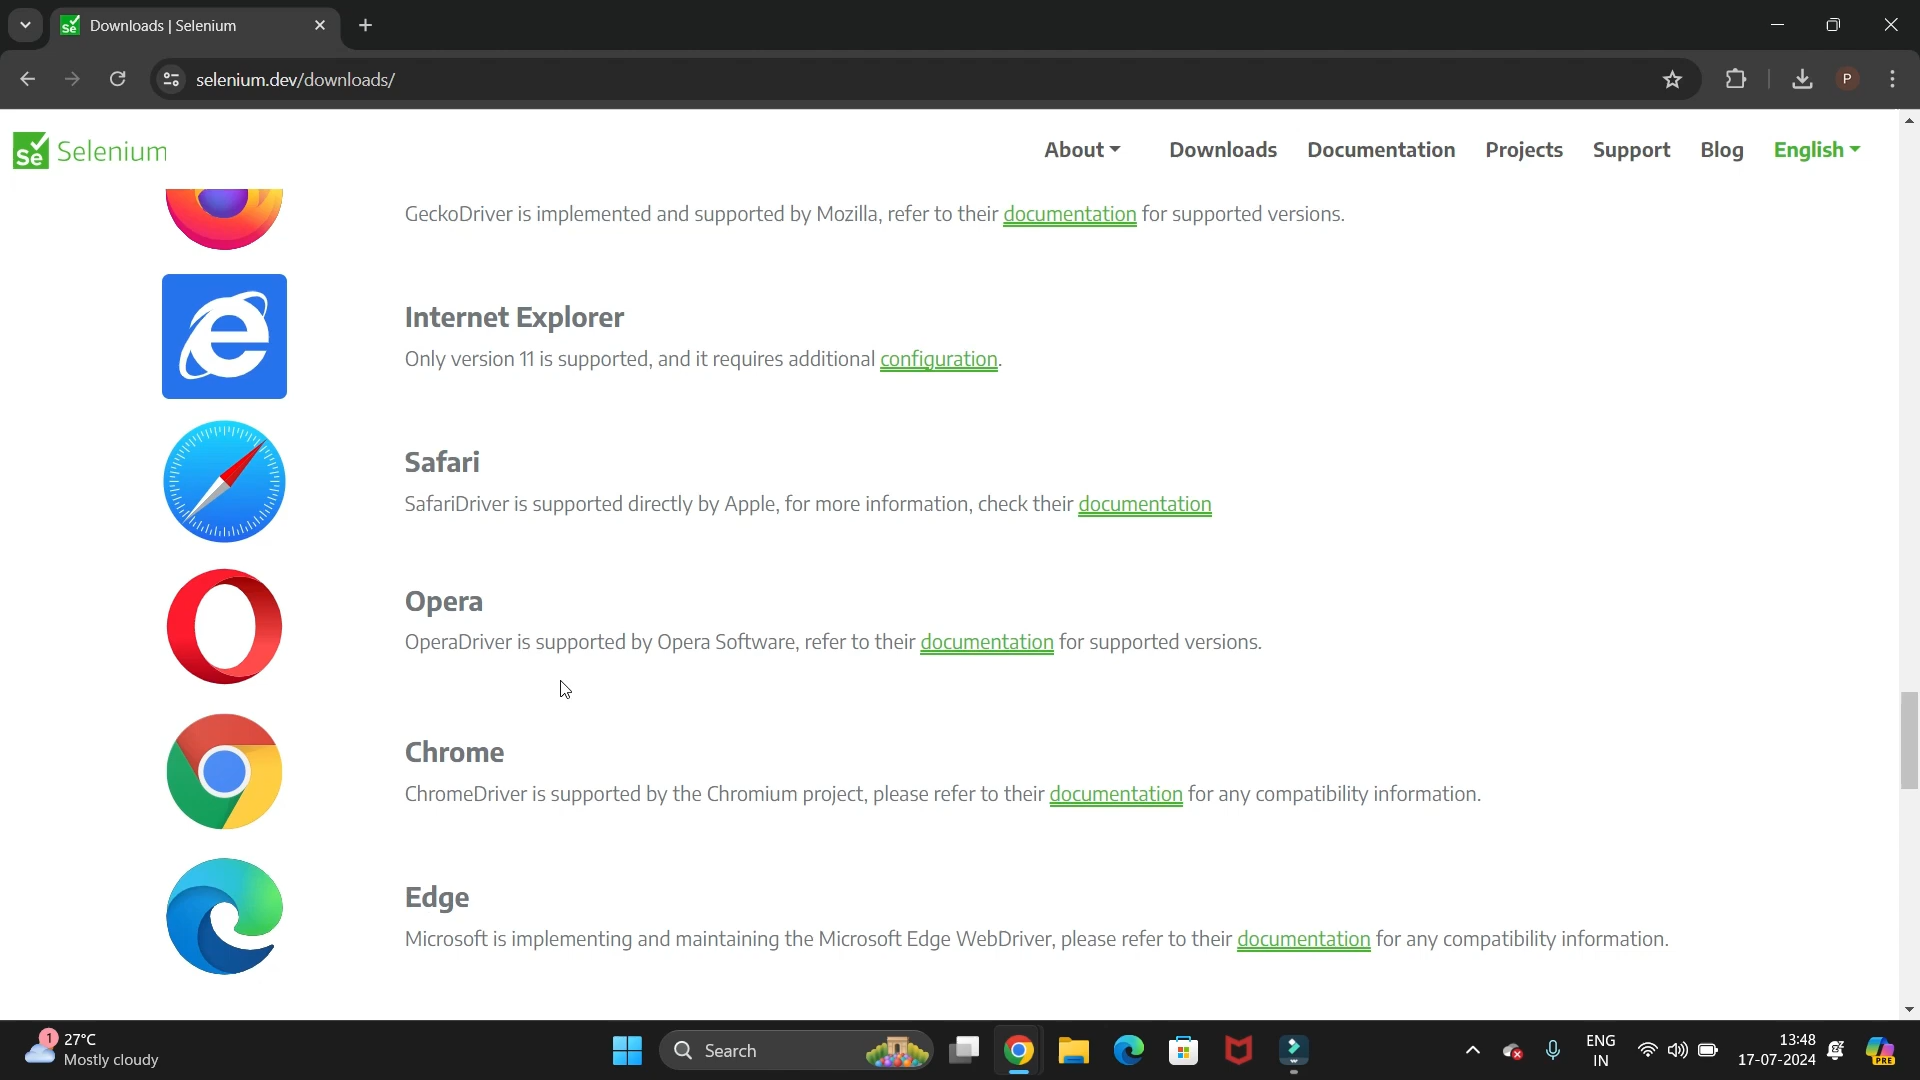 Downloads | Selenium
selenium.dev/downloads/
P
Se Selenium
About Downloads Documentation Projects Support Blog English
GeckoDriver is implemented and supported by Mozilla, refer to their documentation for supported versions.
Internet Explorer
Only version 11 is supported, and it requires additional configuration.
Safari
SafariDriver is supported directly by Apple, for more information, check their documentation
Opera
OperaDriver is supported by Opera Software, refer to their documentation for supported versions.
Chrome
ChromeDriver is supported by the Chromium project, please refer to their documentation for any compatibility information.
Edge
Microsoft is implementing and maintaining the Microsoft Edge WebDriver, please refer to their documentation for any compatibility information.
1 27°C
Mostly cloudy
Search
ENG
IN
13:48
17-07-2024
PRE